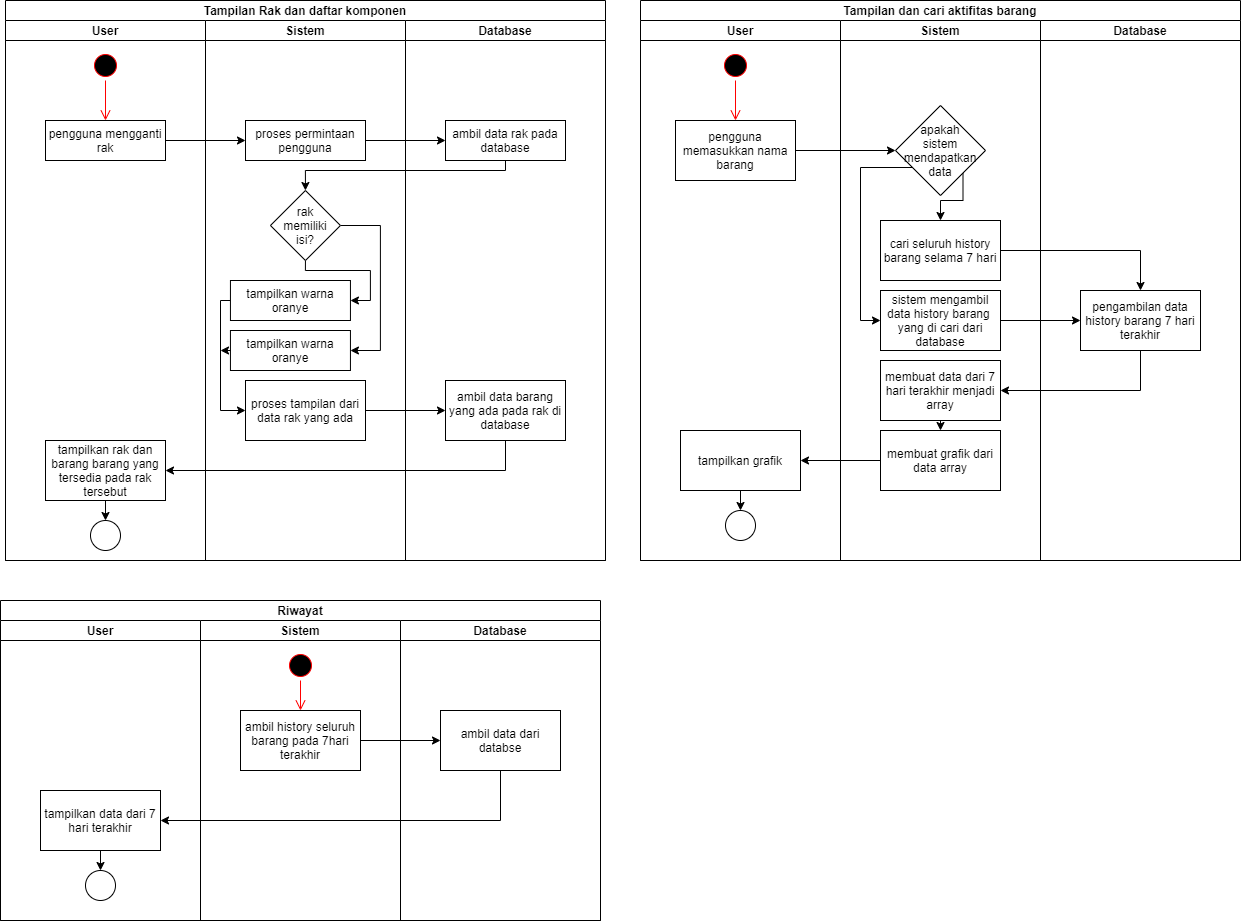 Tampilan Rak dan daftar komponen
User
Sistem
Database
pengguna mengganti
rak
proses permintaan
pengguna
ambil data rak pada
database
rak
memiliki
isi?
tampilkan warna
oranye
tampilkan warna
oranye
proses tampilan dari
data rak yang ada
ambil data barang
yang ada pada rak di
database
tampilkan rak dan
barang barang yang
tersedia pada rak
tersebut
Tampilan dan cari aktifitas barang
User
Sistem
Database
pengguna
memasukkan nama
barang
apakah
sistem
mendapatkan
data
cari seluruh history
barang selama 7 hari
sistem mengambil
data history barang
yang di cari dari
database
pengambilan data
history barang 7 hari
terakhir
membuat data dari 7
hari terakhir menjadi
array
membuat grafik dari
data array
tampilkan grafik
Riwayat
User
Sistem
Database
ambil history seluruh
barang pada 7hari
terakhir
ambil data dari
databse
tampilkan data dari 7
hari terakhir